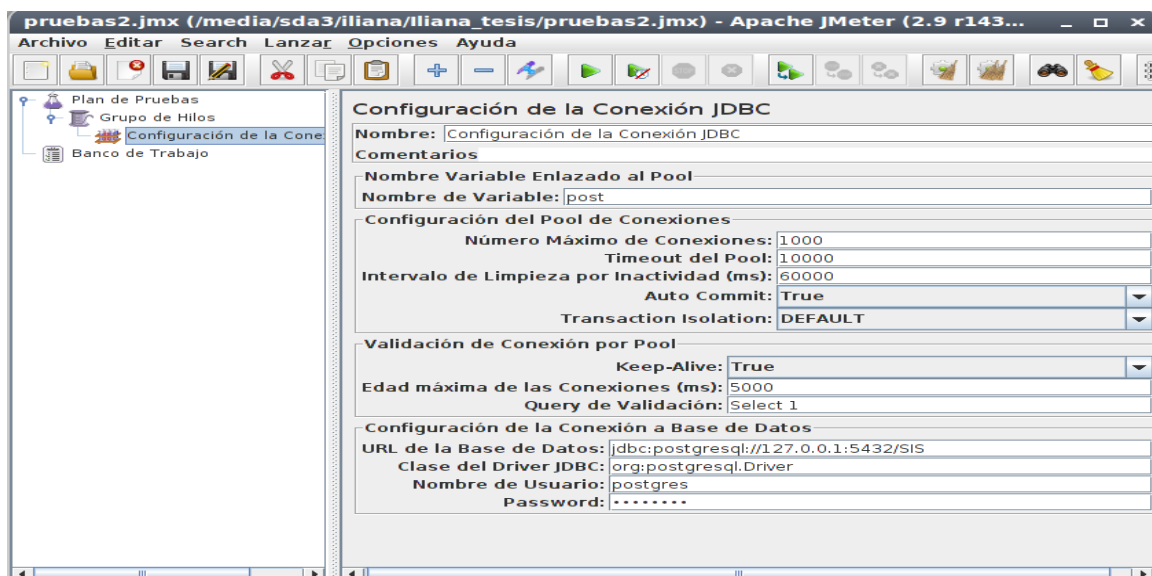 pruebas2.jmx (/media/sda3/iliana/Iliana_tesis/pruebas2.jmx) - Apache JMeter (2.9 r143...
Archivo Editar Search Lanzar Opciones Ayuda
Plan de Pruebas
Grupo de Hilos
Configuración de la Cone
Banco de Trabajo
Configuración de la Conexión JDBC
Nombre: Configuración de la Conexión JDBC
Comentarios
Nombre Variable Enlazado al Pool
Nombre de Variable: post
Configuración del Pool de Conexiones
Número Máximo de Conexiones: 1000
Timeout del Pool: 10000
Intervalo de Limpieza por Inactividad (ms): 60000
Auto Commit: True
Transaction Isolation: DEFAULT
Validación de Conexión por Pool
Keep-Alive: True
Edad máxima de las Conexiones (ms): 5000
Query de Validación: Select 1
Configuración de la Conexión a Base de Datos
URL de la Base de Datos: jdbc:postgresql://127.0.0.1:5432/SIS
Clase del Driver JDBC: org.postgresql.Driver
Nombre de Usuario: postgres
Password: ••••••••